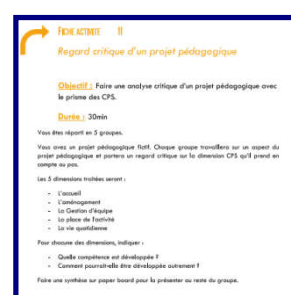 FICHE ACTIVITE 11
Regard critique d'un projet pédagogique
Objectif : Faire une analyse critique d'un projet pédagogique avec
le prisme des CPS.
Durée : 30min
Vous êtes réparti en 5 groupes.
Vous avez un projet pédagogique fictif. Chaque groupe travaillera sur un aspect du
projet pédagogique et portera un regard critique sur la dimension CPS qu'il prend en
compte ou pas.
Les 5 dimensions traitées seront :
- L'accueil
- L'aménagement
- La Gestion d'équipe
- La place de l'activité
- La vie quotidienne
Pour chacune des dimensions, indiquer :
- Quelle compétence est développée ?
- Comment pourrait-elle être développée autrement ?
Faire une synthèse sur paper board pour la présenter au reste du groupe.